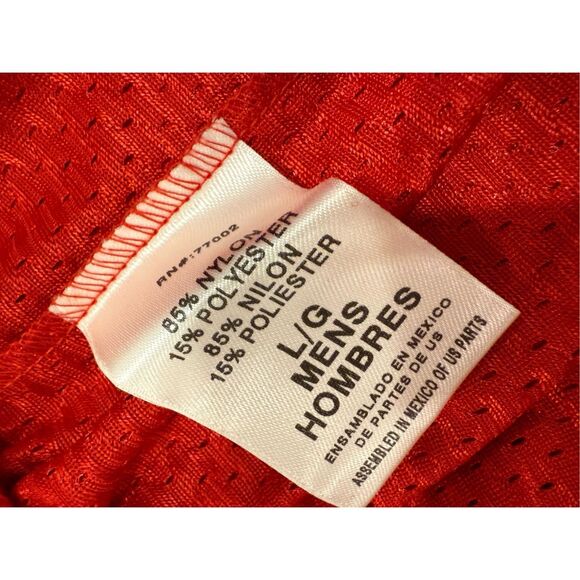 RN#:77002
85% NYLON
15% POLYESTER
85% NILON
15% POLIESTER
L/G
MENS
HOMBRES
ENSAMBLADO EN MEXICO
DE PARTES DE US
ASSEMBLED IN MEXICO OF US PARTS